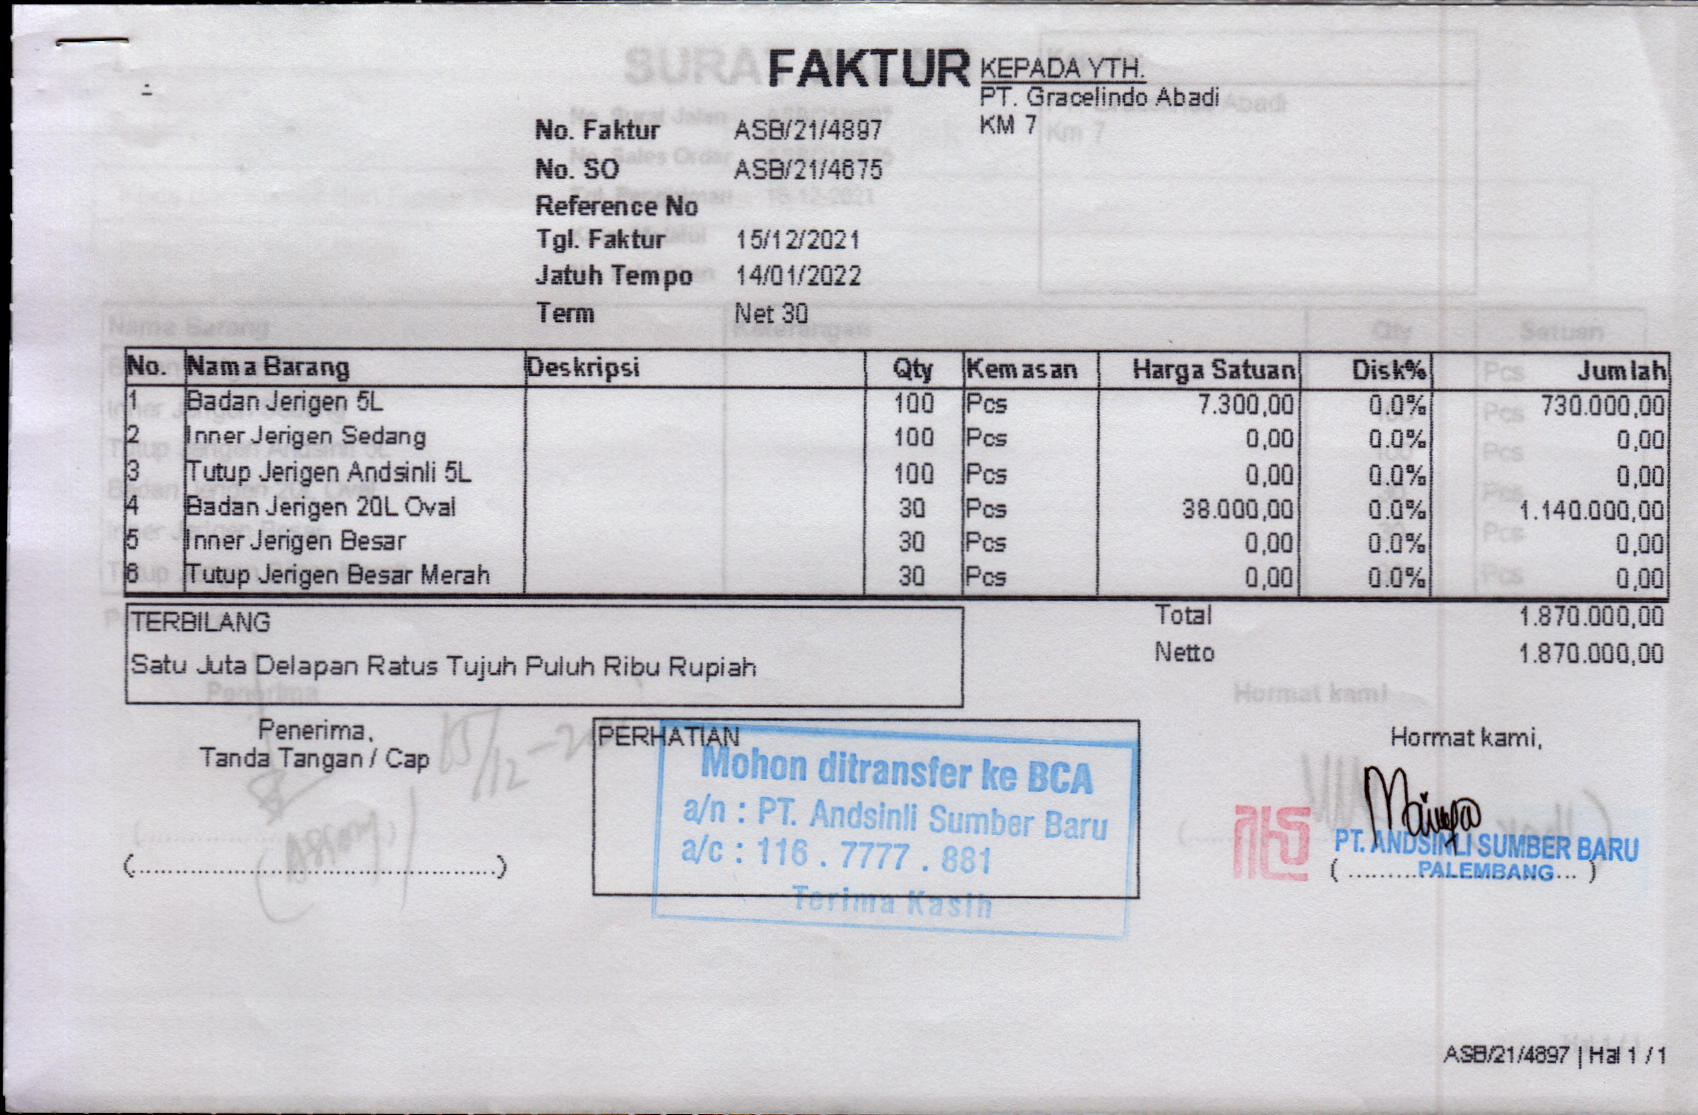 FAKTUR
KEPADA YTH.
PT. Gracelindo Abadi
KM 7
No. Faktur ASB/21/4897
No. SO ASB/21/4675
Reference No
Tgl. Faktur 15/12/2021
Jatuh Tempo 14/01/2022
Term Net 30
No. Nama Barang Deskripsi Qty Kemasan Harga Satuan Disk% Jumlah
1 Badan Jerigen 5L 100 Pcs 7.300,00 0.0% 730.000,00
2 Inner Jerigen Sedang 100 Pcs 0,00 0.0% 0,00
3 Tutup Jerigen Andsinli 5L 100 Pcs 0,00 0.0% 0,00
4 Badan Jerigen 20L Oval 30 Pcs 38.000,00 0.0% 1.140.000,00
5 Inner Jerigen Besar 30 Pcs 0,00 0.0% 0,00
6 Tutup Jerigen Besar Merah 30 Pcs 0,00 0.0% 0,00
Total 1.870.000,00
Netto 1.870.000,00
TERBILANG
Satu Juta Delapan Ratus Tujuh Puluh Ribu Rupiah
Penerima,
Tanda Tangan / Cap
(................................................)
PERHATIAN
Mohon ditransfer ke BCA
a/n : PT. Andsinli Sumber Baru
a/c : 116 . 7777 . 881
Terima Kasih
Hormat kami,
PT. ANDSINLI SUMBER BARU
PALEMBANG
ASB/21/4897 | Hal 1 / 1